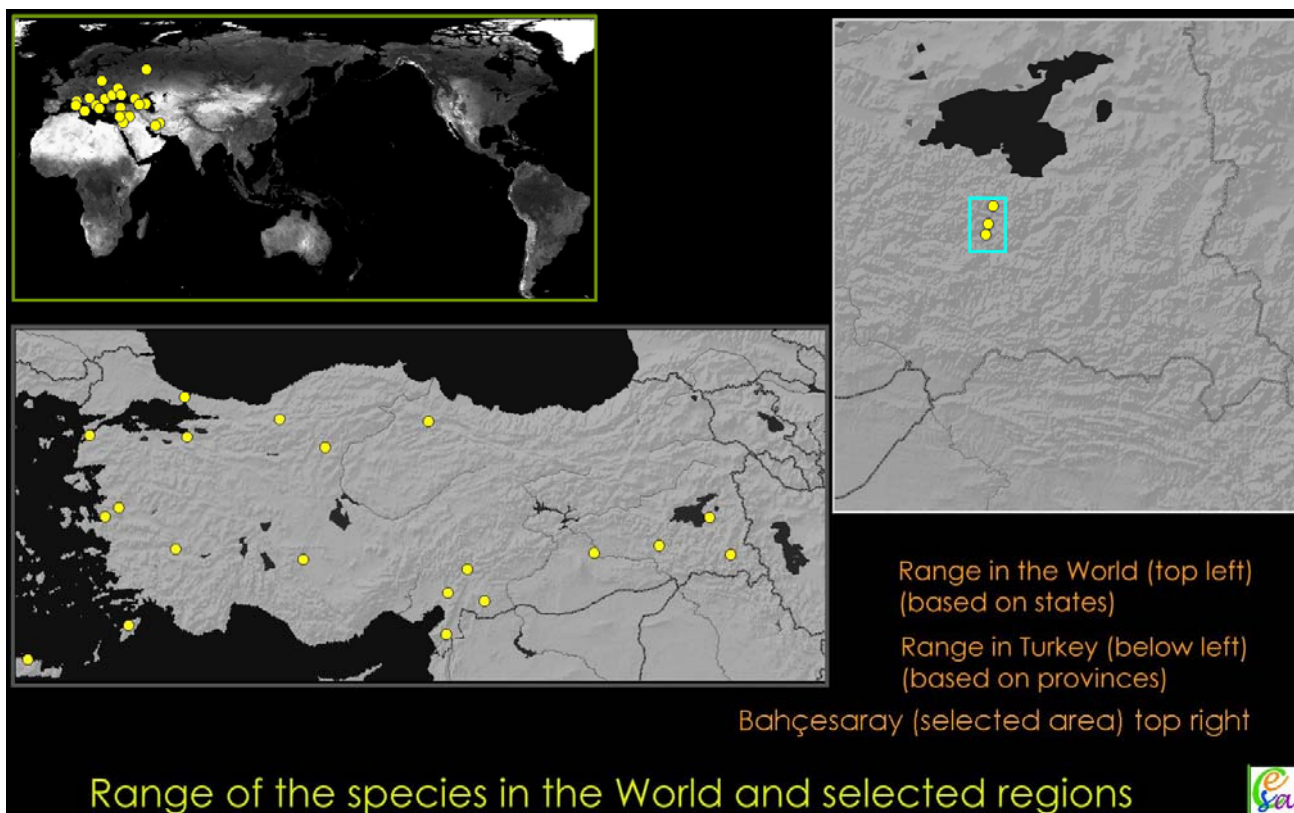 Range in the World (top left)
(based on states)
Range in Turkey (below left)
(based on provinces)
Bahçesaray (selected area) top right
Range of the species in the World and selected regions
Cesa